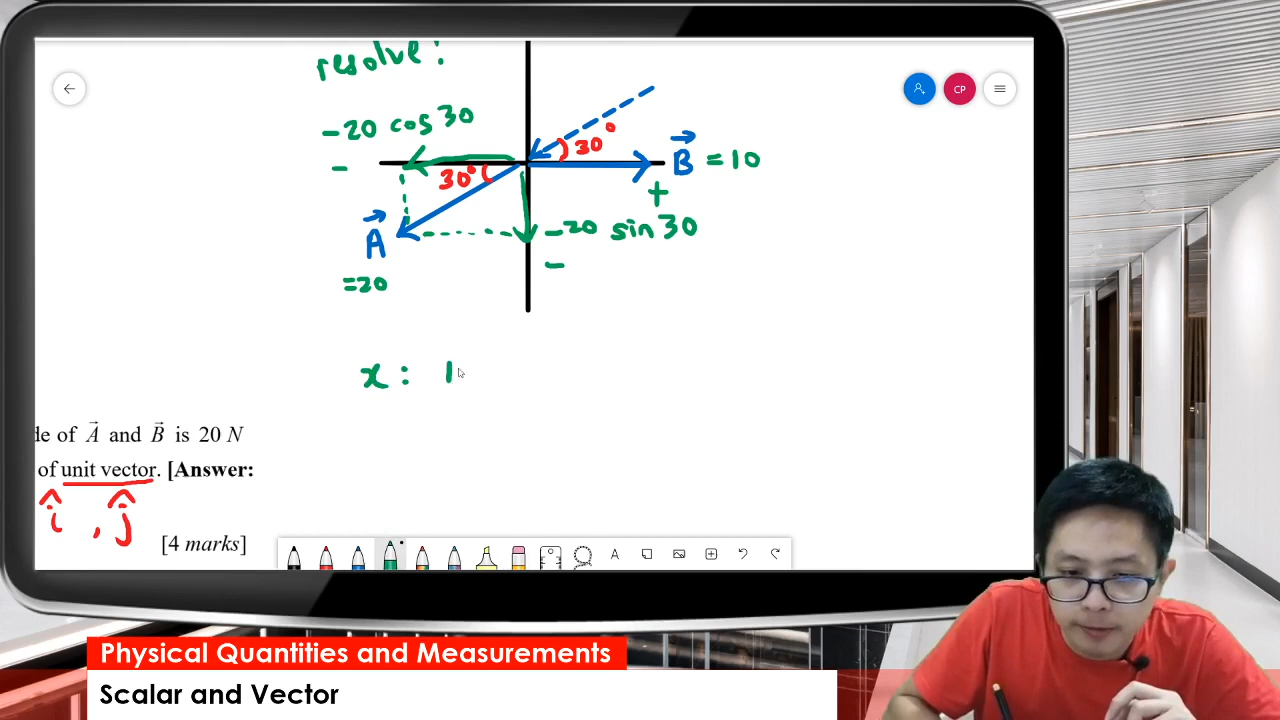 resolve:
-20 cos 30
-
30°
30°
B = 10
+
A
=20
-20 sin 30
-
x: 1
de of A and B is 20 N
of unit vector. [Answer:
î, ĵ
[4 marks]
CP
A
Physical Quantities and Measurements
Scalar and Vector